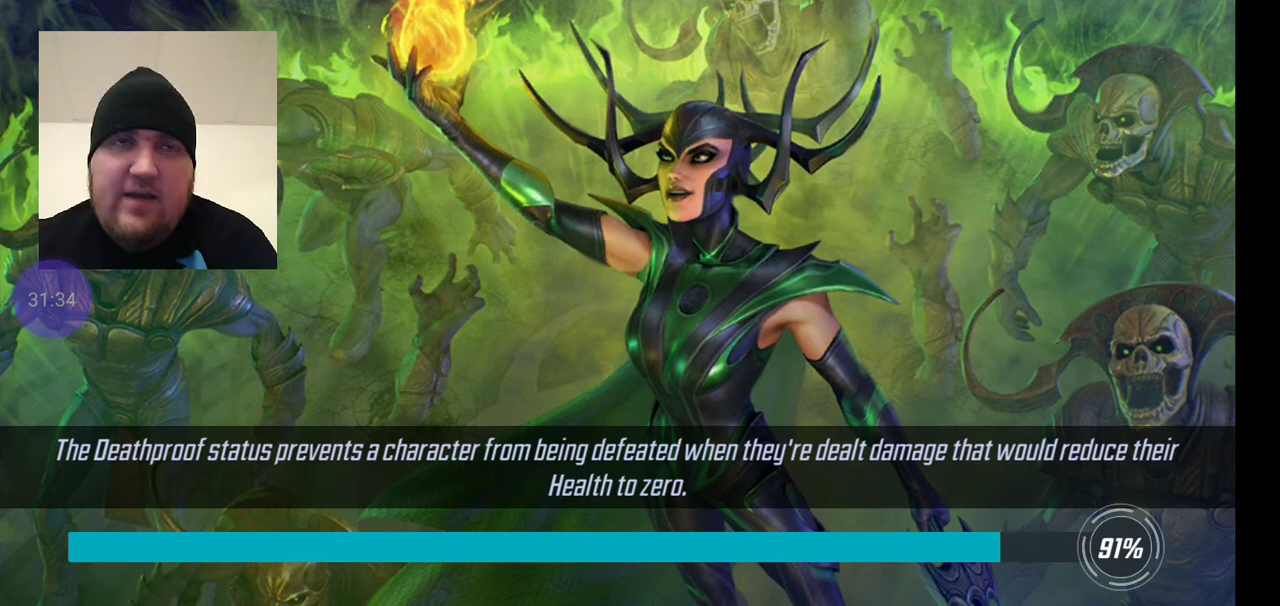 31:34
The Deathproof status prevents a character from being defeated when they're dealt damage that would reduce their
Health to zero.
91%